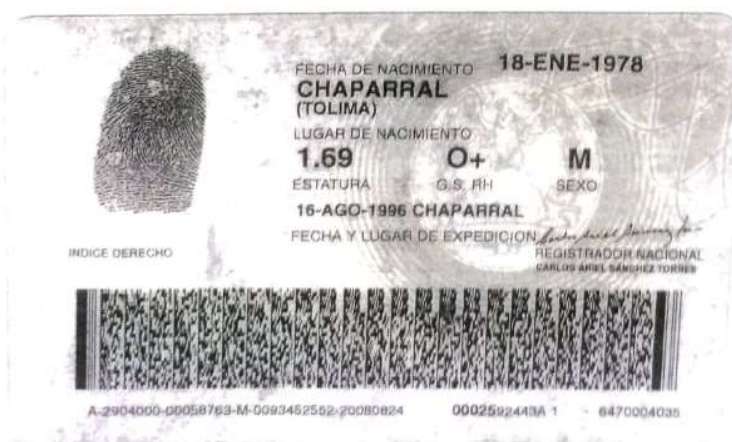 FECHA DE NACIMIENTO 18-ENE-1978
CHAPARRAL
(TOLIMA)
LUGAR DE NACIMIENTO
1.69 O+ M
ESTATURA G.S. RH SEXO
16-AGO-1996 CHAPARRAL
FECHA Y LUGAR DE EXPEDICION
INDICE DERECHO
REGISTRADOR NACIONAL
CARLOS ARIEL SANCHEZ TORRES
A-2904000-00058763-M-0093452552-20080824 0002592443A 1 6470004035